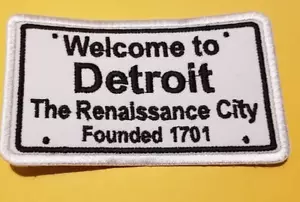 Welcome to
Detroit
The Renaissance City
Founded 1701